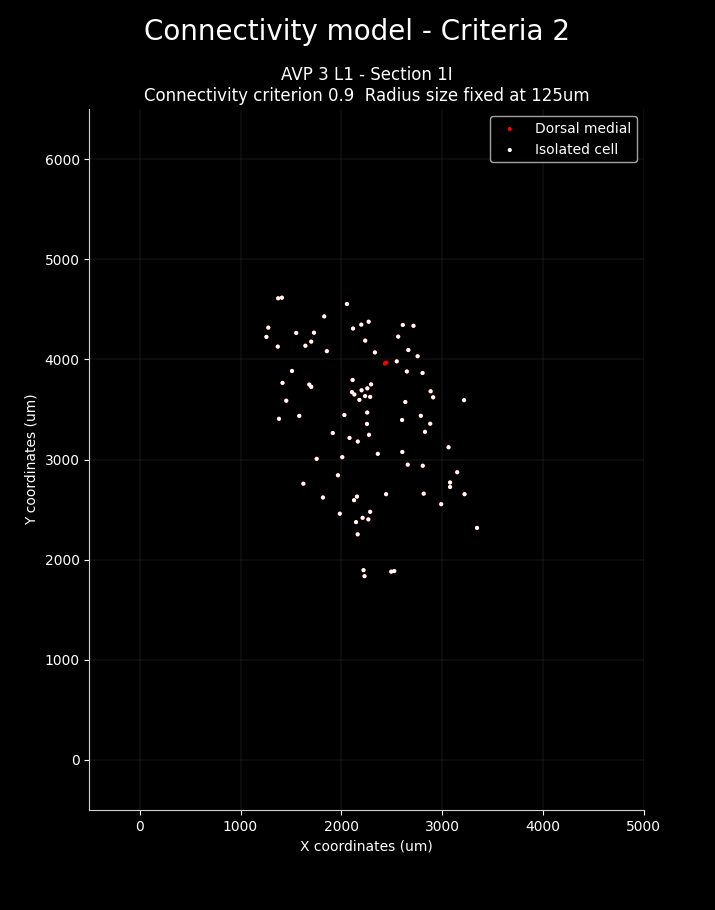 Connectivity model - Criteria 2
AVP 3 L1 - Section 1I
Connectivity criterion 0.9  Radius size fixed at 125um
Dorsal medial
Isolated cell
6000
5000
4000
3000
2000
1000
0
Y coordinates (um)
0
1000
2000
3000
4000
5000
X coordinates (um)